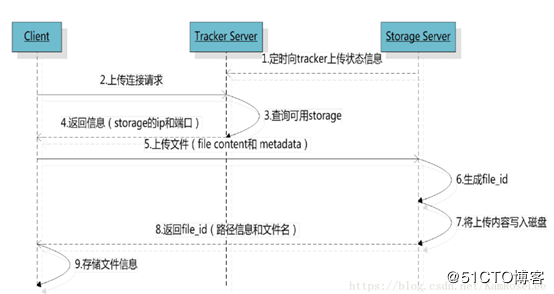 Client
Tracker Server
Storage Server
1.定时向tracker上传状态信息
2.上传连接请求
3.查询可用storage
4.返回信息（storage的ip和端口）
5.上传文件（file content和 metadata）
6.生成file_id
7.将上传内容写入磁盘
8.返回file_id（路径信息和文件名）
9.存储文件信息
@51CTO博客